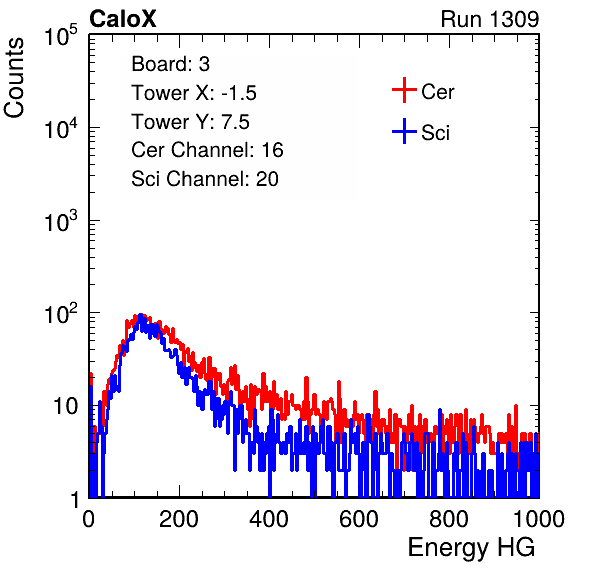 CaloX Run 1309
Counts
10^5
10^4
10^3
10^2
10
1
Board: 3
Tower X: -1.5
Tower Y: 7.5
Cer Channel: 16
Sci Channel: 20
Cer
Sci
0 200 400 600 800 1000
Energy HG